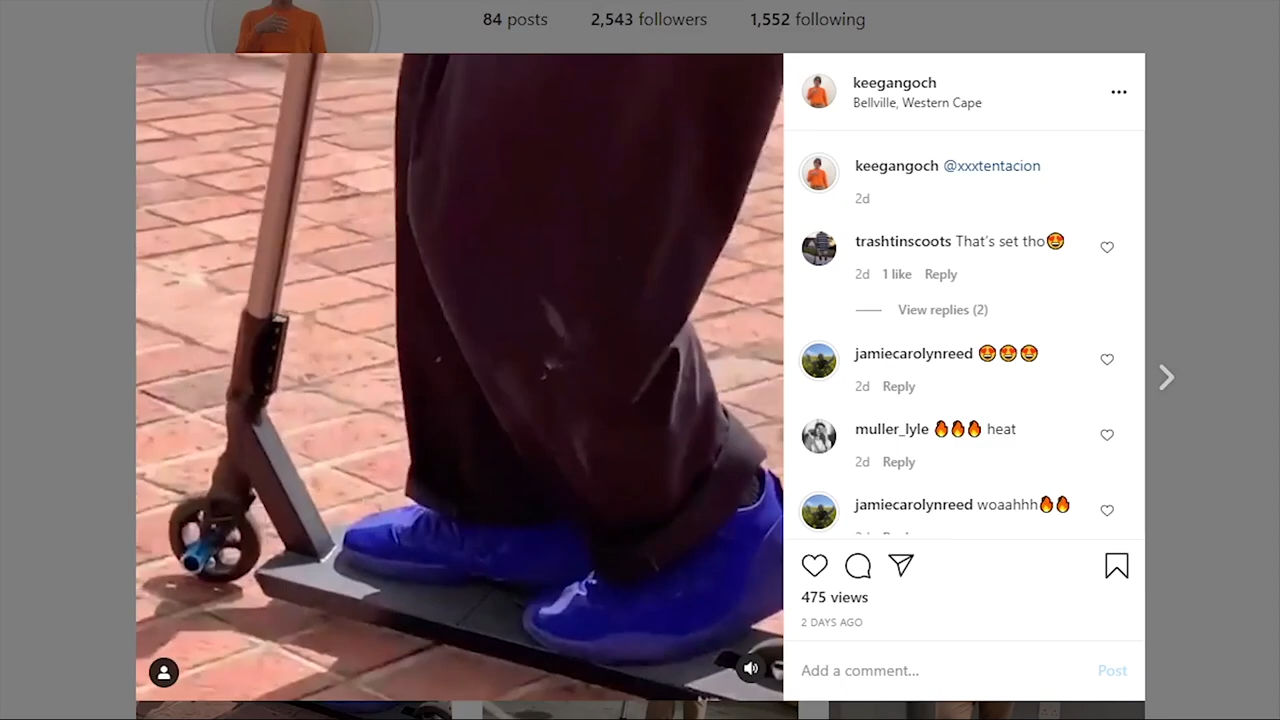 84 posts 2,543 followers 1,552 following
keegangoch
Bellville, Western Cape
keegangoch @xxxtentacion
2d
trashtinscoots That's set tho😍
2d 1 like Reply
View replies (2)
jamiecarolynreed 😍😍😍
2d Reply
muller_lyle 🔥🔥🔥 heat
2d Reply
jamiecarolynreed woaahhh🔥🔥
475 views
2 DAYS AGO
Add a comment... Post